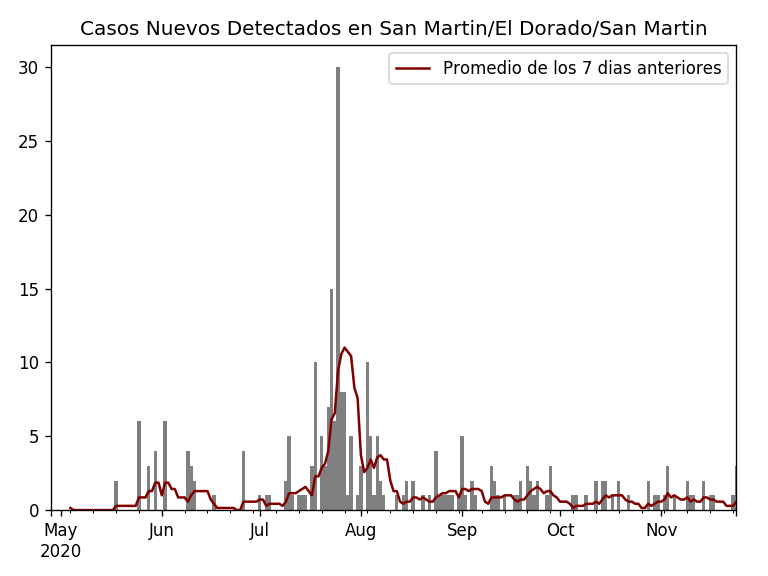 Casos Nuevos Detectados en San Martin/El Dorado/San Martin
Promedio de los 7 dias anteriores
30
25
20
15
10
5
0
May Jun Jul Aug Sep Oct Nov
2020